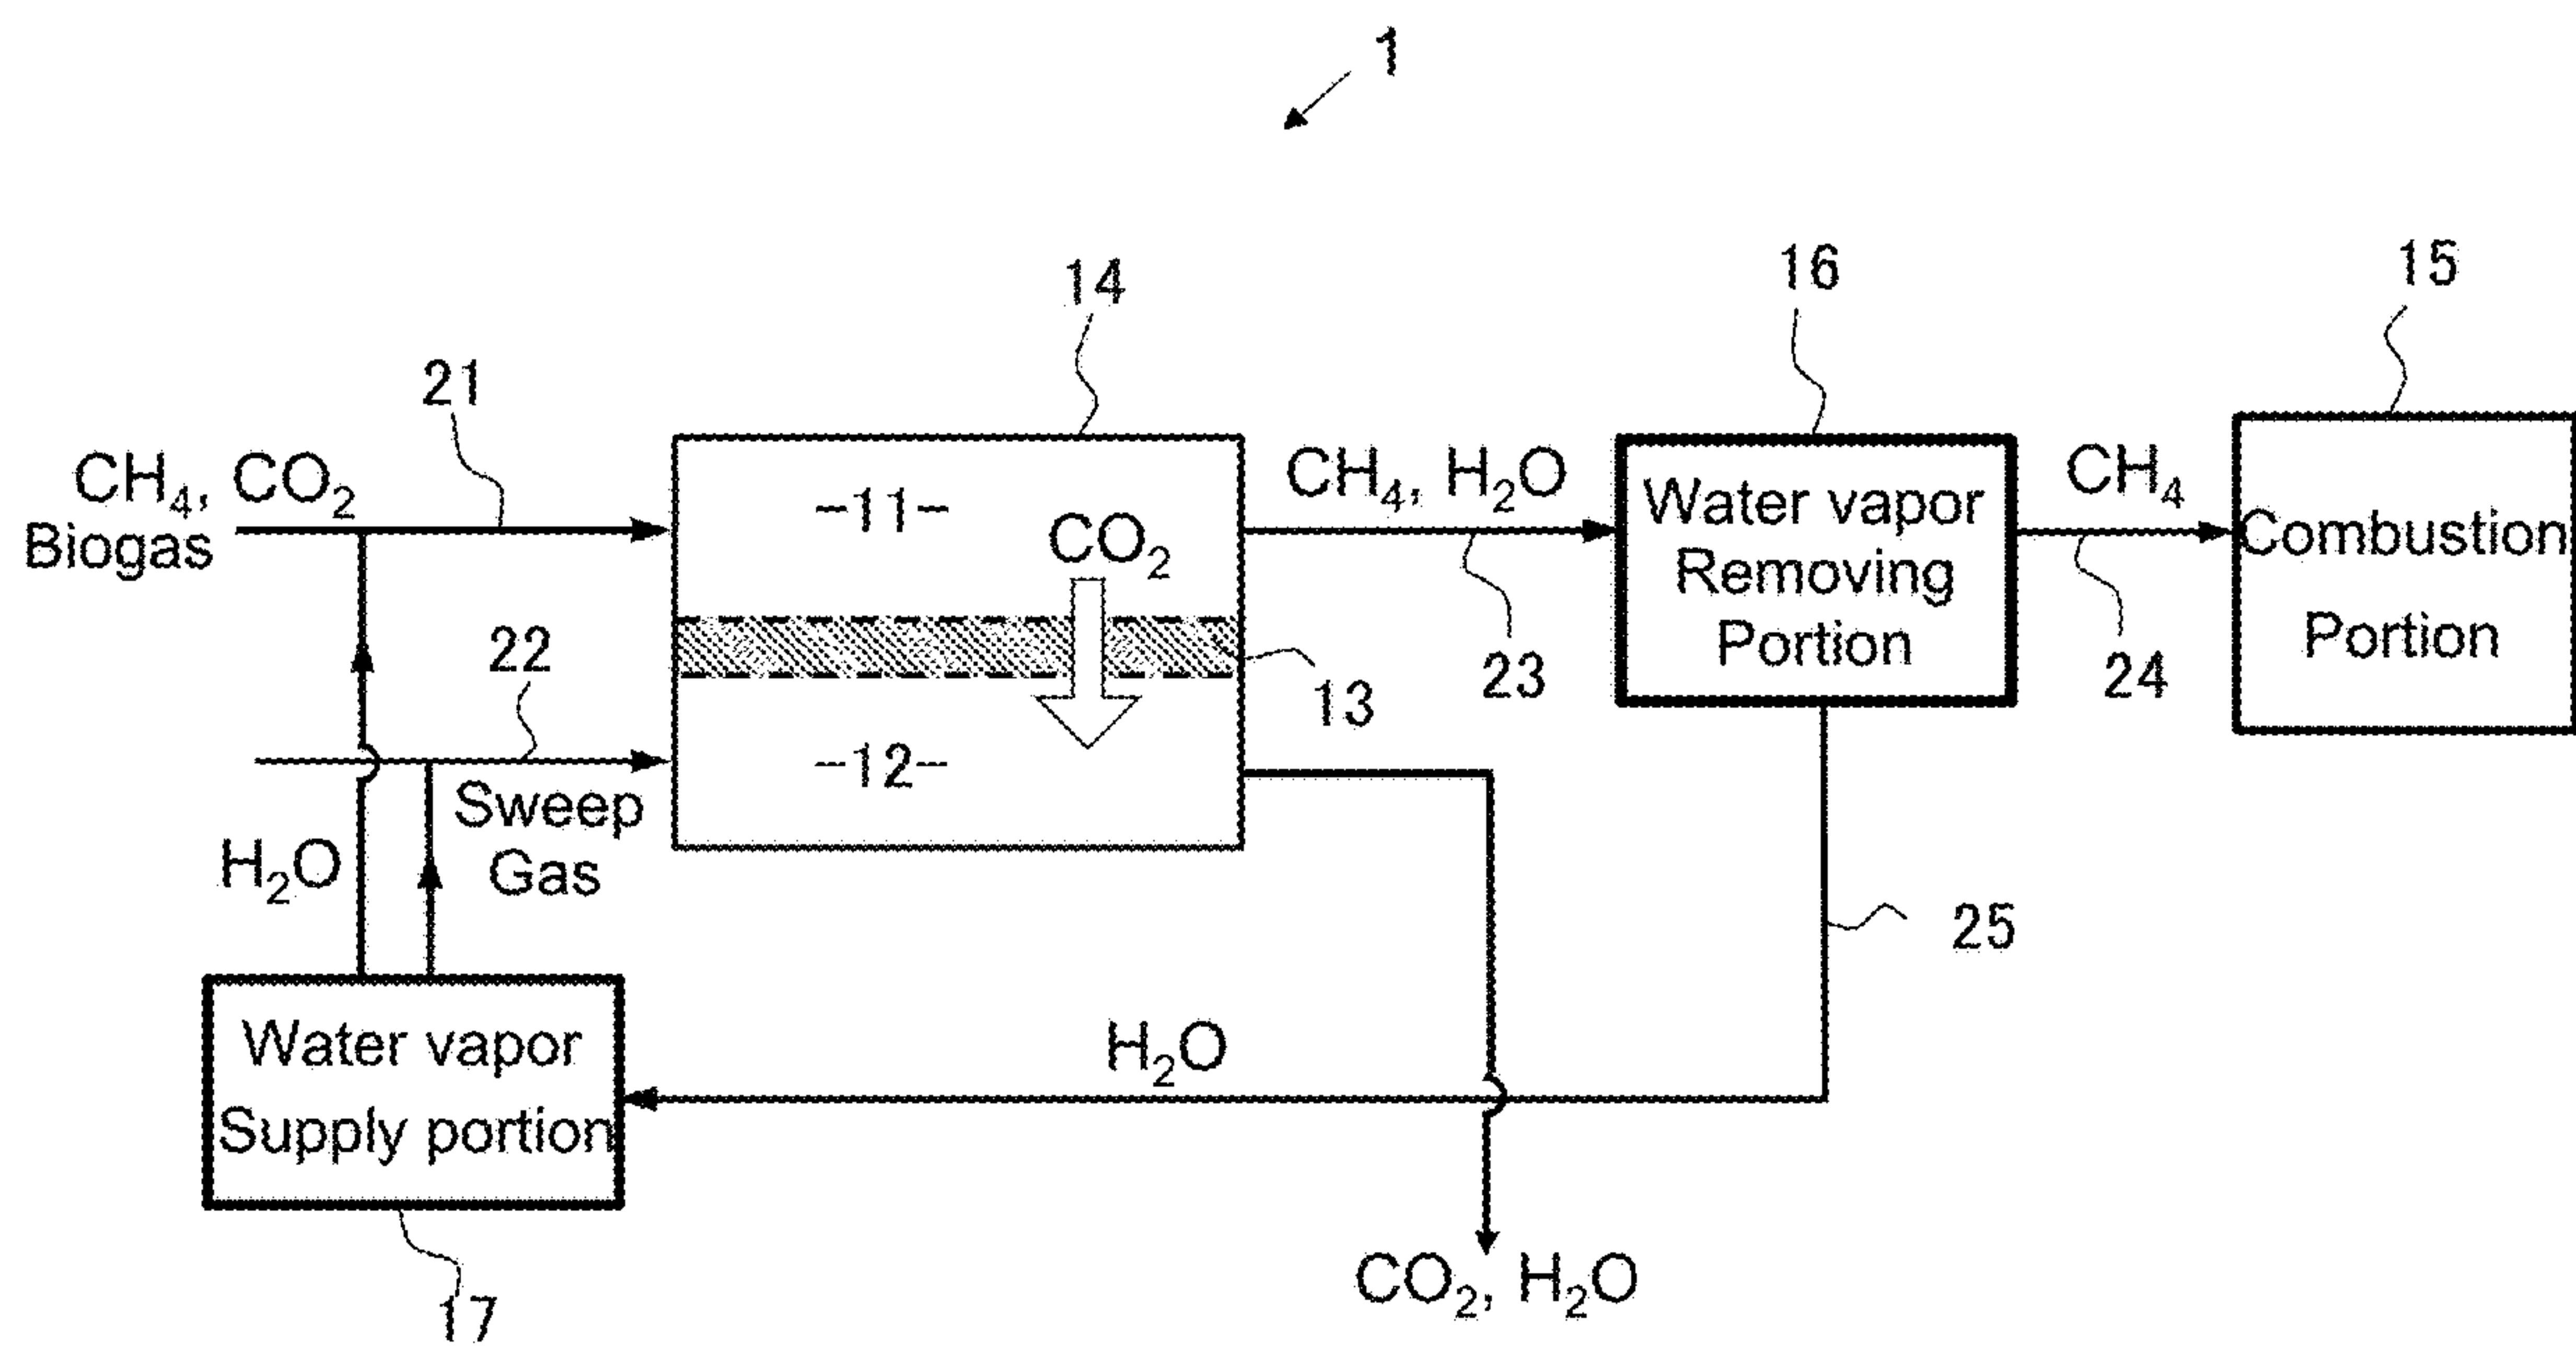 1
14
16
15
21
CH₄, CO₂
Biogas
-11-
CO₂
CH₄, H₂O
Water vapor
Removing
Portion
CH₄
Combustion
Portion
22
23
13
24
-12-
Sweep
Gas
H₂O
25
Water vapor
Supply portion
H₂O
CO₂, H₂O
17